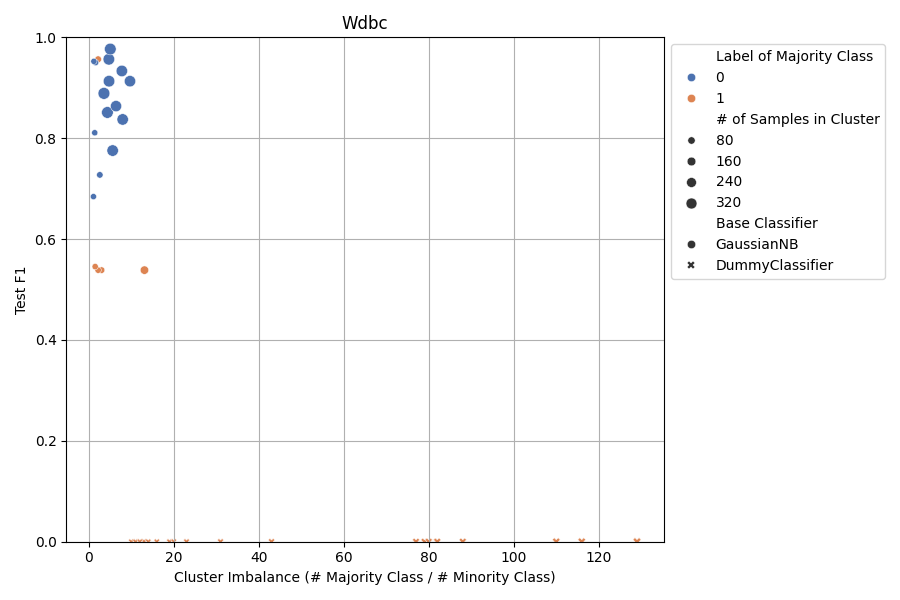 Wdbc
1.0
0.8
0.6
0.4
0.2
0.0
Test F1
0
20
40
60
80
100
120
Cluster Imbalance (# Majority Class / # Minority Class)
Label of Majority Class
0
1
# of Samples in Cluster
80
160
240
320
Base Classifier
GaussianNB
DummyClassifier